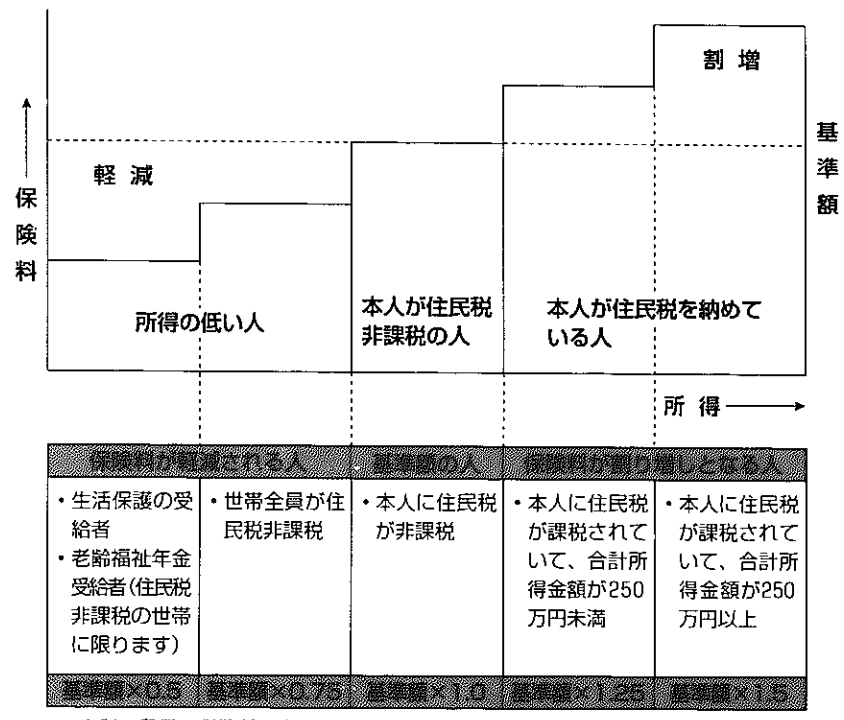 割 増
基準額
軽 減
保険料
所得の低い人
本人が住民税
非課税の人
本人が住民税を納めて
いる人
所 得
保険料が軽減される人
基準額の人
保険料が割り増しとなる人
・生活保護の受
給者
・老齢福祉年金
受給者(住民税
非課税の世帯
に限ります)
・世帯全員が住
民税非課税
・本人に住民税
が非課税
・本人に住民税
が課税されて
いて、合計所
得金額が250
万円未満
・本人に住民税
が課税されて
いて、合計所
得金額が250
万円以上
基準額×0.5
基準額×0.75
基準額×1.0
基準額×1.25
基準額×1.5